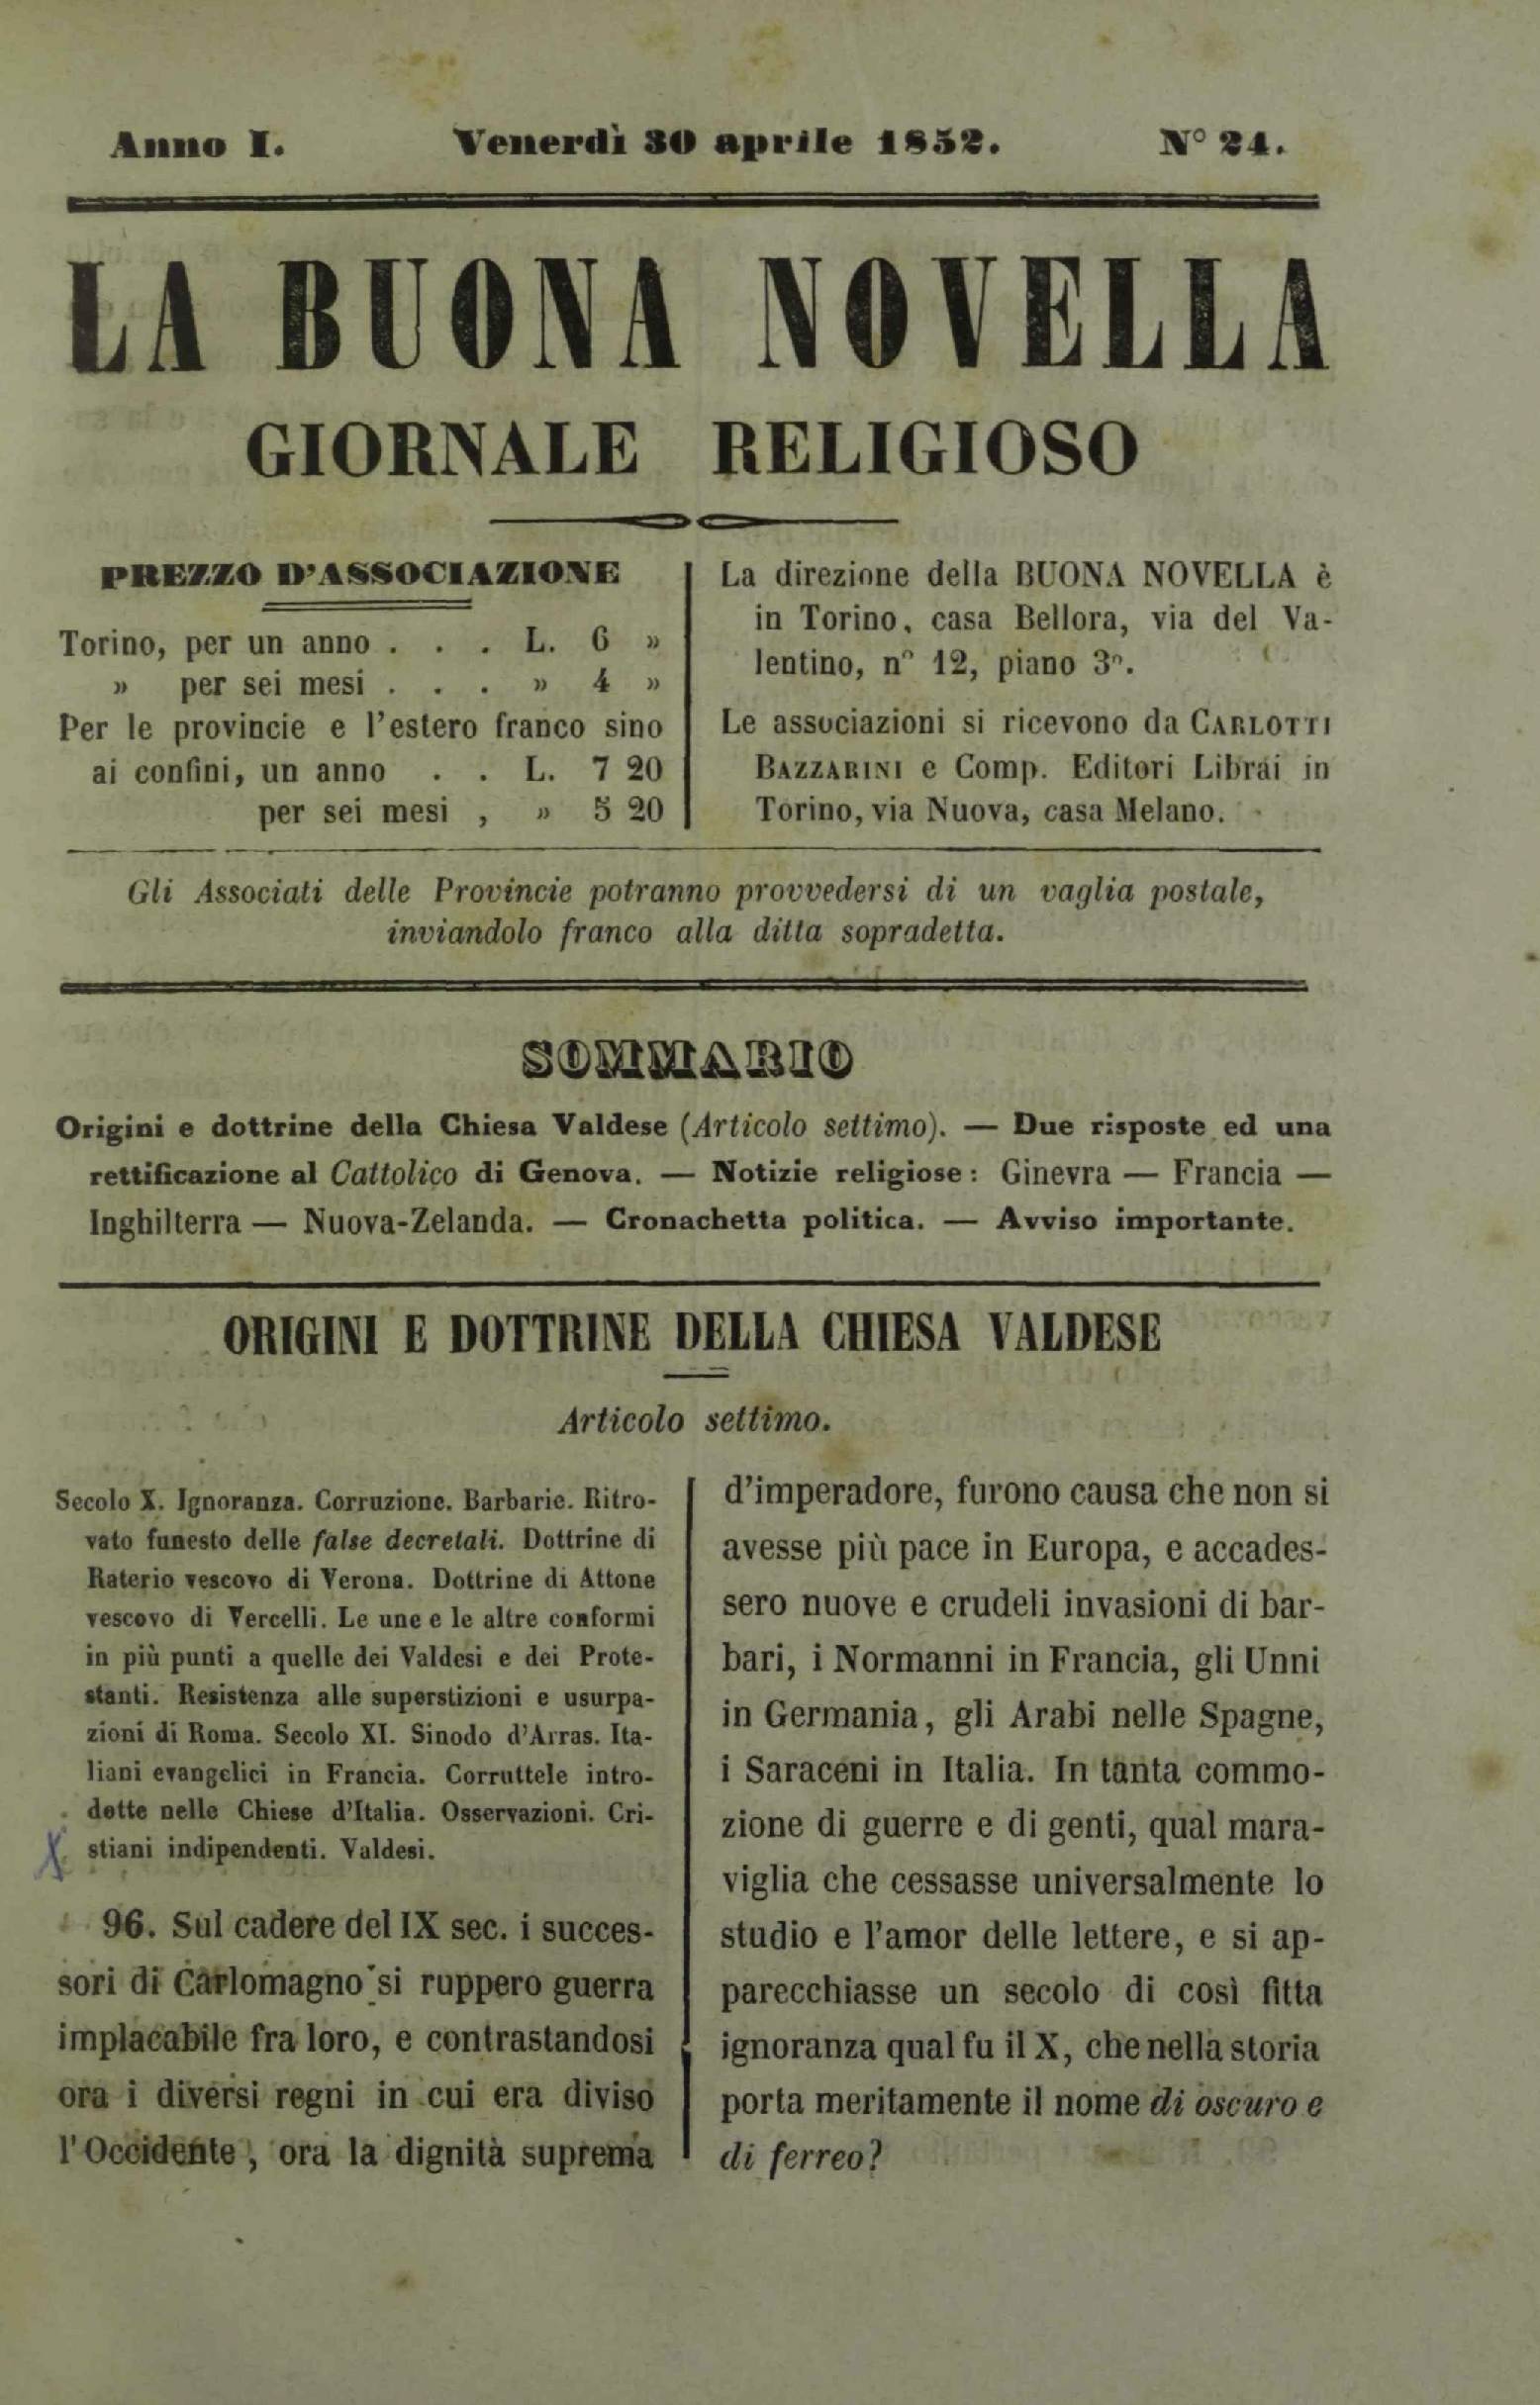 Anno I. Venerdì 30 aprile 1852. N° 24.
LA BUONA NOVELLA
GIORNALE RELIGIOSO
PREZZO D'ASSOCIAZIONE
Torino, per un anno . . . L. 6 »
» per sei mesi . . . » 4 »
Per le provincie e l'estero franco sino
ai confini, un anno . . L. 7 20
per sei mesi , » 5 20
La direzione della BUONA NOVELLA è
in Torino, casa Bellora, via del Va-
lentino, n° 12, piano 3°.
Le associazioni si ricevono da CARLOTTI
BAZZARINI e Comp. Editori Librai in
Torino, via Nuova, casa Melano.
Gli Associati delle Provincie potranno provvedersi di un vaglia postale,
inviandolo franco alla ditta sopradetta.
SOMMARIO
Origini e dottrine della Chiesa Valdese (Articolo settimo). — Due risposte ed una
rettificazione al Cattolico di Genova. — Notizie religiose: Ginevra — Francia —
Inghilterra — Nuova-Zelanda. — Cronachetta politica. — Avviso importante.
ORIGINI E DOTTRINE DELLA CHIESA VALDESE
Articolo settimo.
Secolo X. Ignoranza. Corruzione. Barbarie. Ritro-
vato funesto delle false decretali. Dottrine di
Raterio vescovo di Verona. Dottrine di Attone
vescovo di Vercelli. Le une e le altre conformi
in più punti a quelle dei Valdesi e dei Prote-
stanti. Resistenza alle superstizioni e usurpa-
zioni di Roma. Secolo XI. Sinodo d'Arras. Ita-
liani evangelici in Francia. Corruttele intro-
dotte nelle Chiese d'Italia. Osservazioni. Cri-
stiani indipendenti. Valdesi.
96. Sul cadere del IX sec. i succes-
sori di Carlomagno si ruppero guerra
implacabile fra loro, e contrastandosi
ora i diversi regni in cui era diviso
l'Occidente, ora la dignità suprema
d'imperadore, furono causa che non si
avesse più pace in Europa, e accades-
sero nuove e crudeli invasioni di bar-
bari, i Normanni in Francia, gli Unni
in Germania, gli Arabi nelle Spagne,
i Saraceni in Italia. In tanta commo-
zione di guerre e di genti, qual mara-
viglia che cessasse universalmente lo
studio e l'amor delle lettere, e si ap-
parecchiasse un secolo di così fitta
ignoranza qual fu il X, che nella storia
porta meritamente il nome di oscuro e
di ferreo?